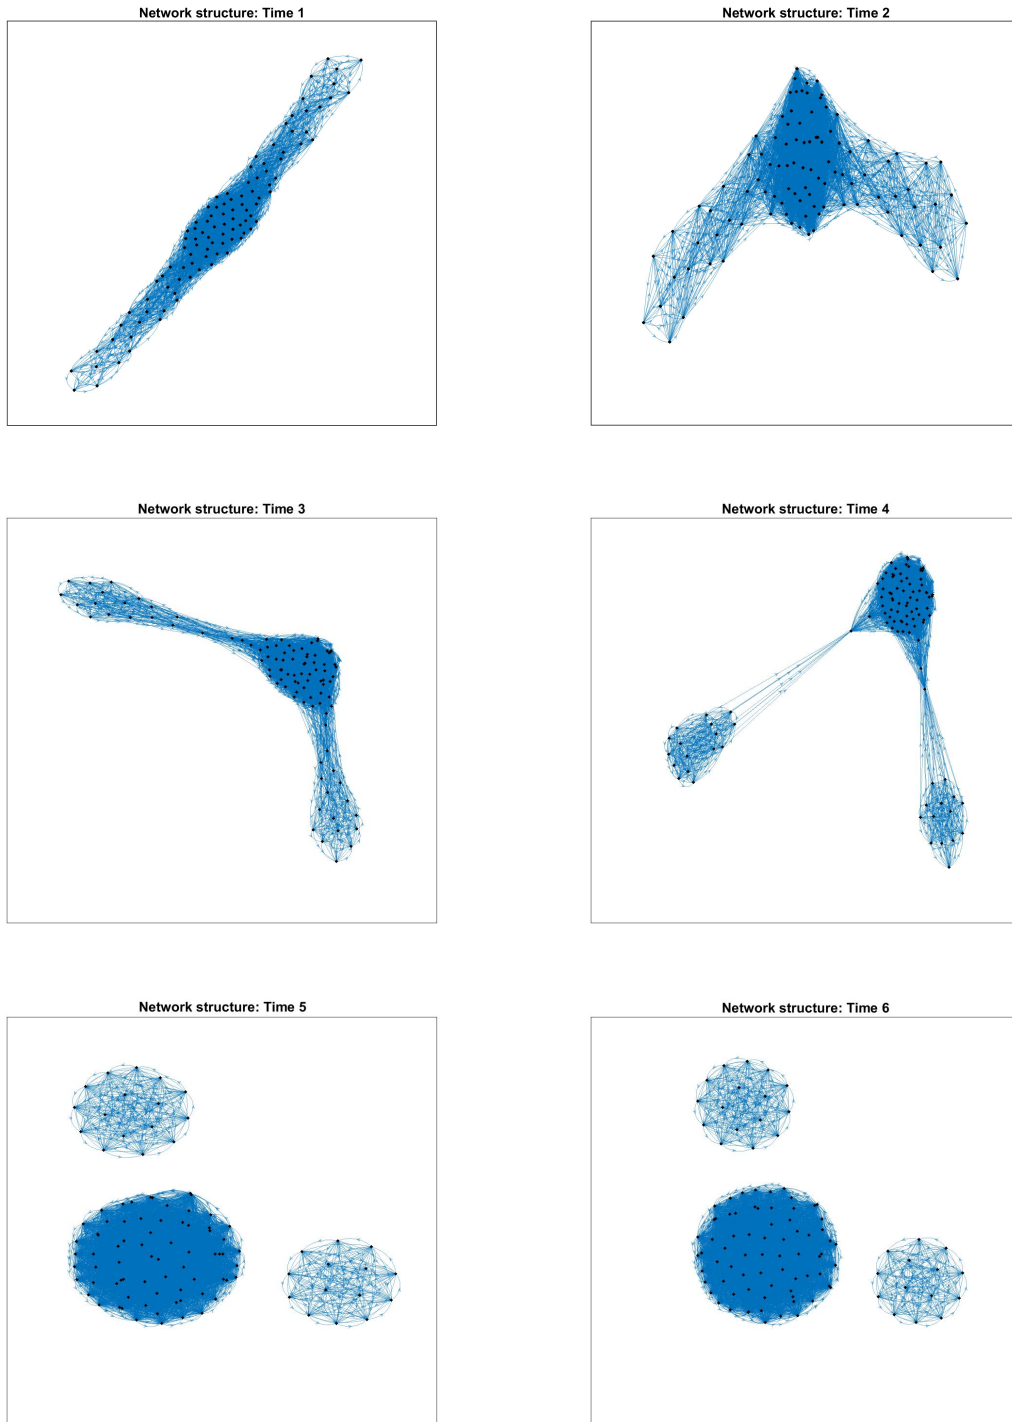 Network structure: Time 1
Network structure: Time 2
Network structure: Time 3
Network structure: Time 4
Network structure: Time 5
Network structure: Time 6